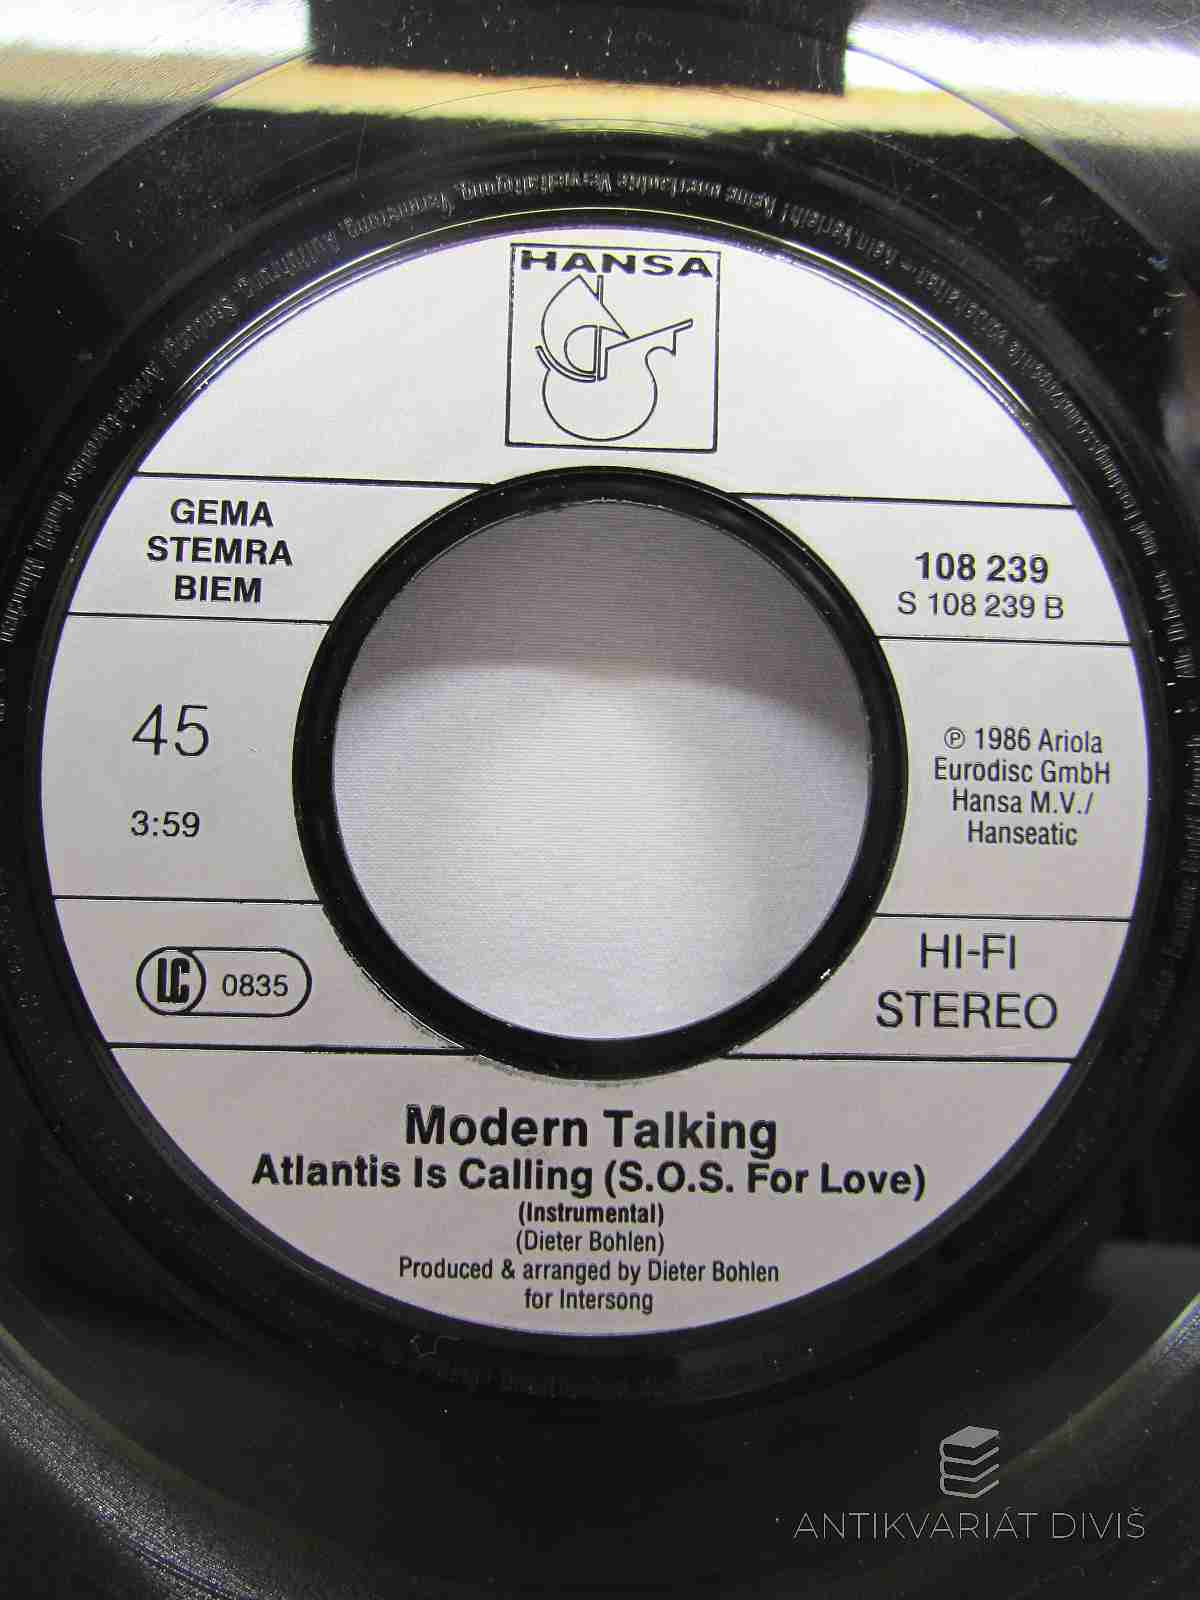 HANSA
GEMA
STEMRA
BIEM
108 239
S 108 239 B
45
3:59
℗ 1986 Ariola
Eurodisc GmbH
Hansa M.V./
Hanseatic
LC 0835
HI-FI
STEREO
Modern Talking
Atlantis Is Calling (S.O.S. For Love)
(Instrumental)
(Dieter Bohlen)
Produced & arranged by Dieter Bohlen
for Intersong
ANTIKVARIÁT DIVIŠ